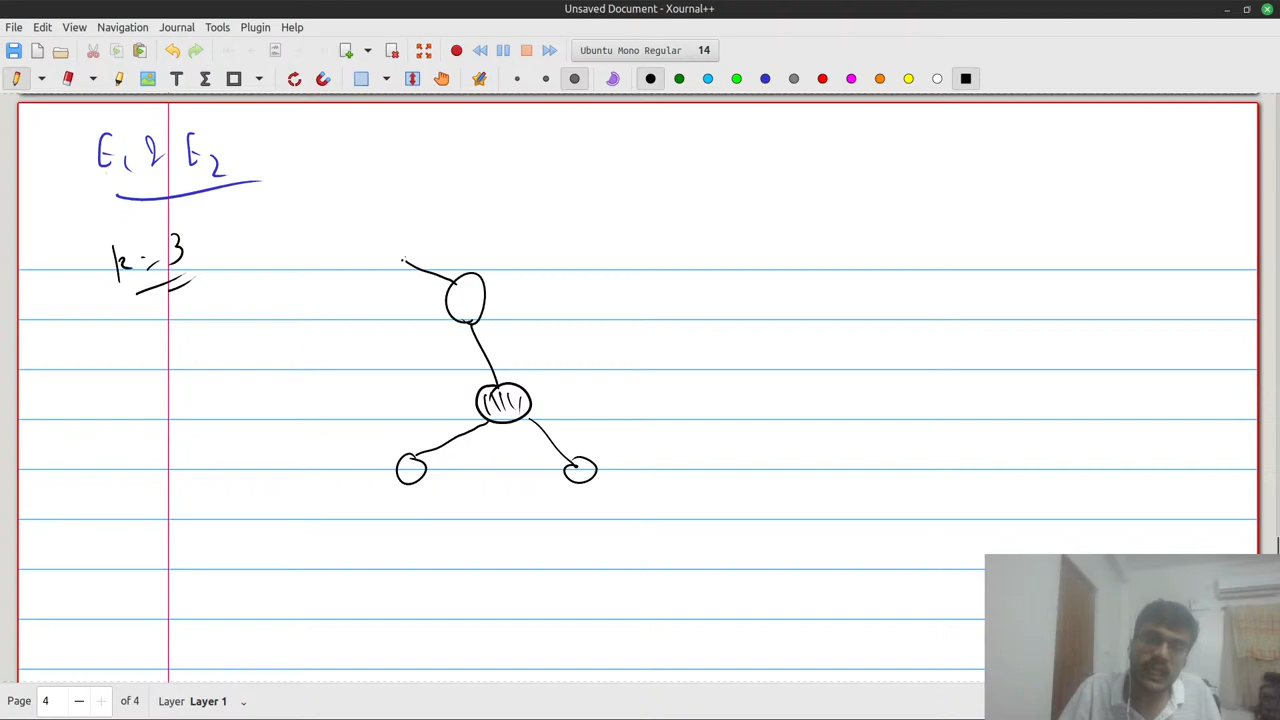 Unsaved Document - Xournal++
File Edit View Navigation Journal Tools Plugin Help
Ubuntu Mono Regular 14
E1 & E2
k = 3
Page 4 of 4 Layer Layer 1